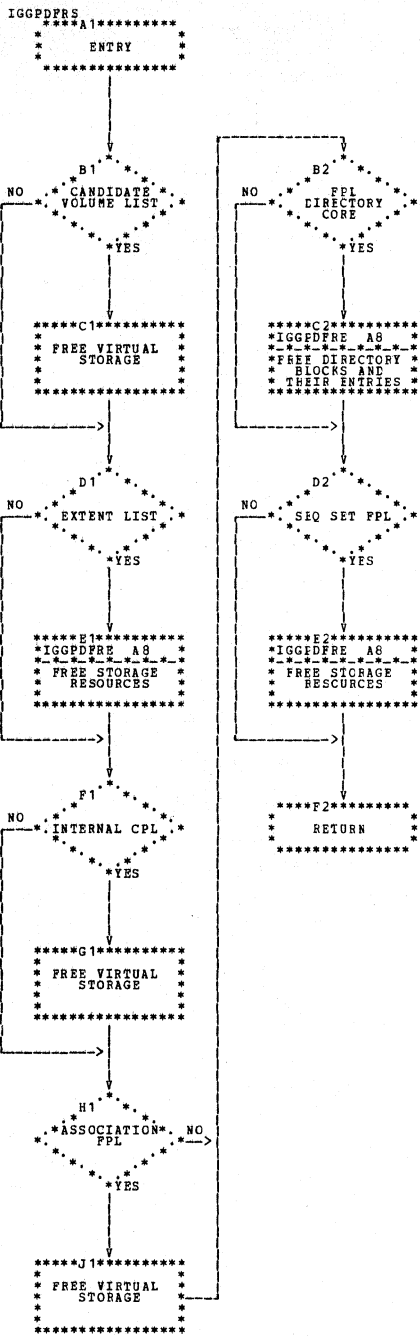 IGGPDFRS
A1
ENTRY
B1
NO
CANDIDATE
VOLUME LIST
YES
C1
FREE VIRTUAL
STORAGE
D1
NO
EXTENT LIST
YES
E1
IGGPDFRE A8
FREE STORAGE
RESOURCES
F1
NO
INTERNAL CPL
YES
G1
FREE VIRTUAL
STORAGE
H1
ASSOCIATION
FPL
NO
YES
J1
FREE VIRTUAL
STORAGE
B2
NO
FPL
DIRECTORY
CORE
YES
C2
IGGPDFRE A8
FREE DIRECTORY
BLOCKS AND
THEIR ENTRIES
D2
NO
SEQ SET FPL
YES
E2
IGGPDFRE A8
FREE STORAGE
RESCURCES
F2
RETURN